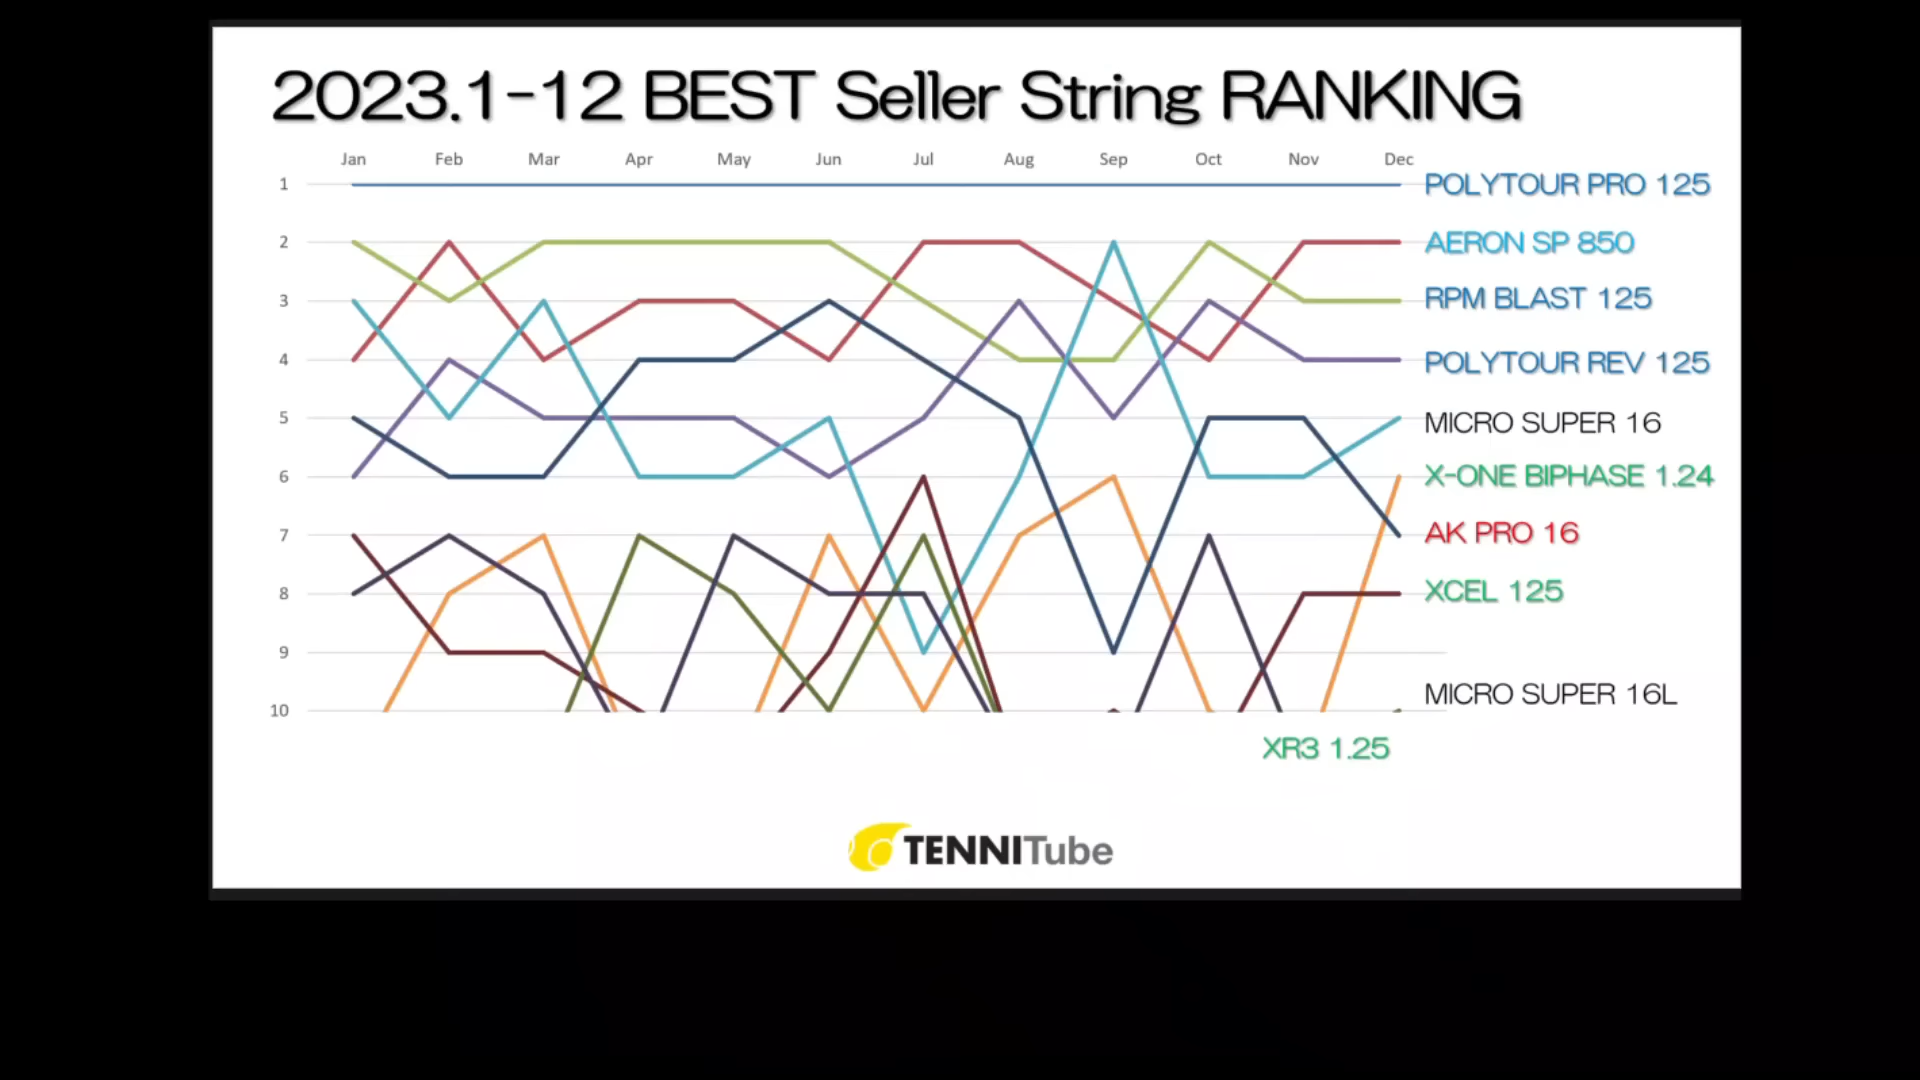 2023.1-12 BEST Seller String RANKING
Jan Feb Mar Apr May Jun Jul Aug Sep Oct Nov Dec
1 POLYTOUR PRO 125
2 AERON SP 850
3 RPM BLAST 125
4 POLYTOUR REV 125
5 MICRO SUPER 16
6 X-ONE BIPHASE 1.24
7 AK PRO 16
8 XCEL 125
9
10 MICRO SUPER 16L
XR3 1.25
TENNITube